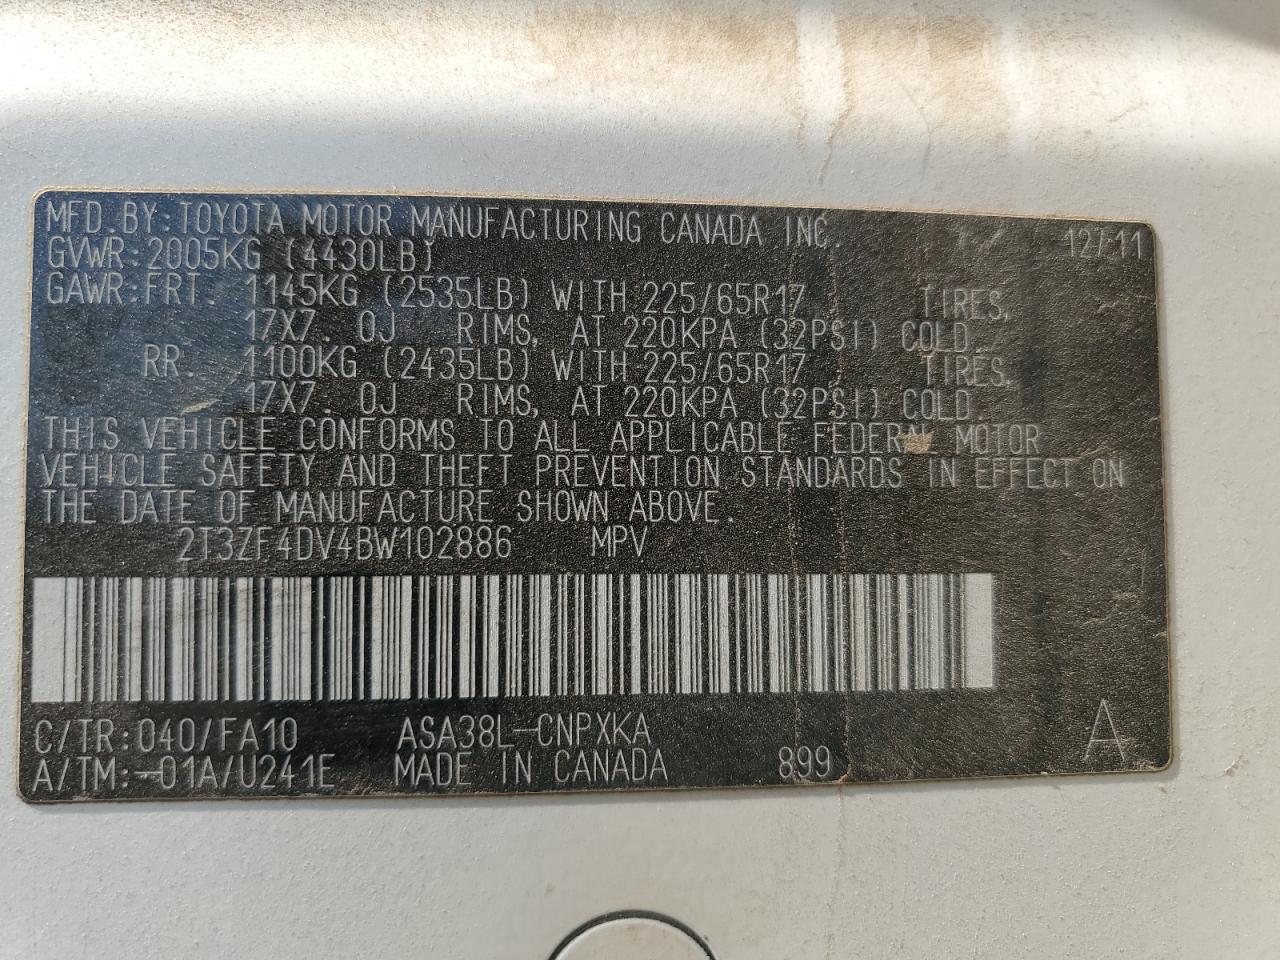 MFD.BY:TOYOTA MOTOR MANUFACTURING CANADA INC. 12/11
GVWR:2005KG (4430LB)
GAWR:FRT. 1145KG (2535LB) WITH 225/65R17 TIRES,
17X7.0J RIMS, AT 220KPA (32PSI) COLD.
RR. 1100KG (2435LB) WITH 225/65R17 TIRES,
17X7.0J RIMS, AT 220KPA (32PSI) COLD.
THIS VEHICLE CONFORMS TO ALL APPLICABLE FEDERAL MOTOR
VEHICLE SAFETY AND THEFT PREVENTION STANDARDS IN EFFECT ON
THE DATE OF MANUFACTURE SHOWN ABOVE.
2T3ZF4DV4BW102886 MPV
C/TR:040/FA10 ASA38L-CNPXKA A
A/TM:-01A/U241E MADE IN CANADA 899